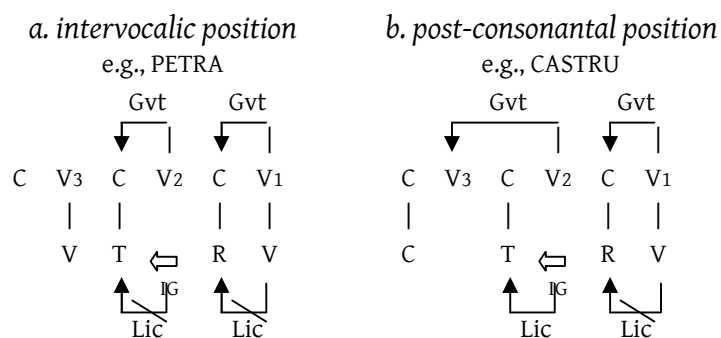 a. intervocalic position b. post-consonantal position
e.g., PETRA e.g., CASTRU
Gvt Gvt Gvt Gvt
C V3 C V2 C V1 C V3 C V2 C V1
V T R V C T R V
IG IG
Lic Lic Lic Lic